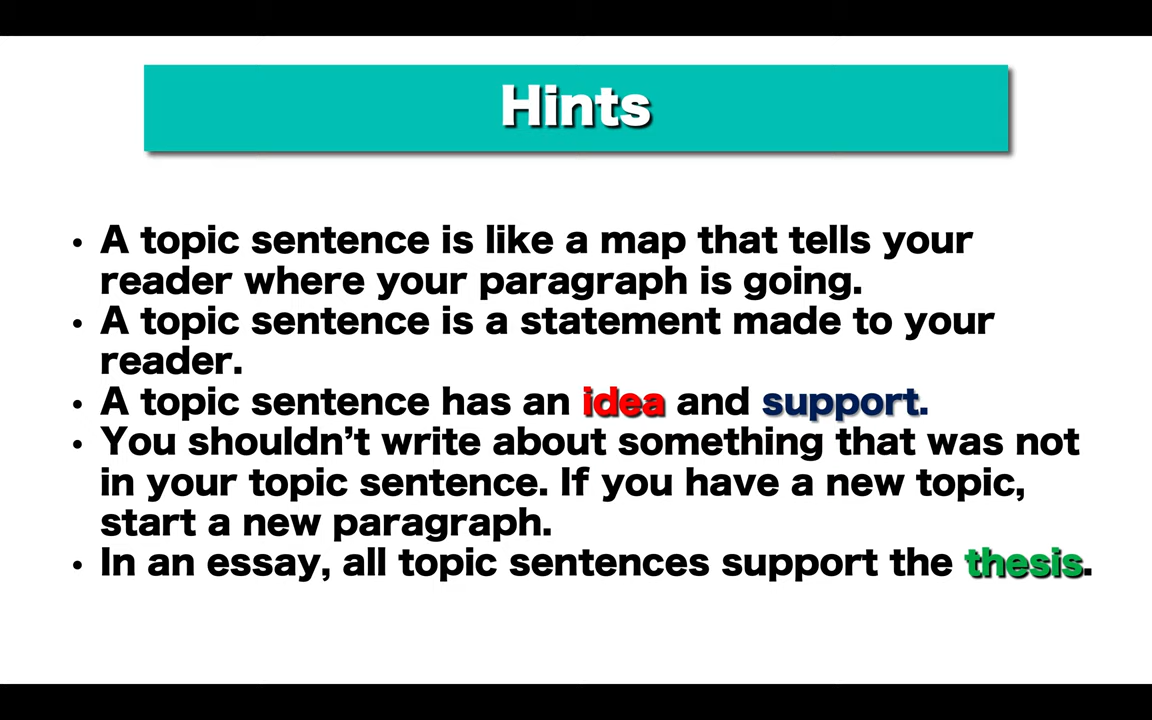 Hints
• A topic sentence is like a map that tells your
reader where your paragraph is going.
• A topic sentence is a statement made to your
reader.
• A topic sentence has an idea and support.
• You shouldn’t write about something that was not
in your topic sentence. If you have a new topic,
start a new paragraph.
• In an essay, all topic sentences support the thesis.